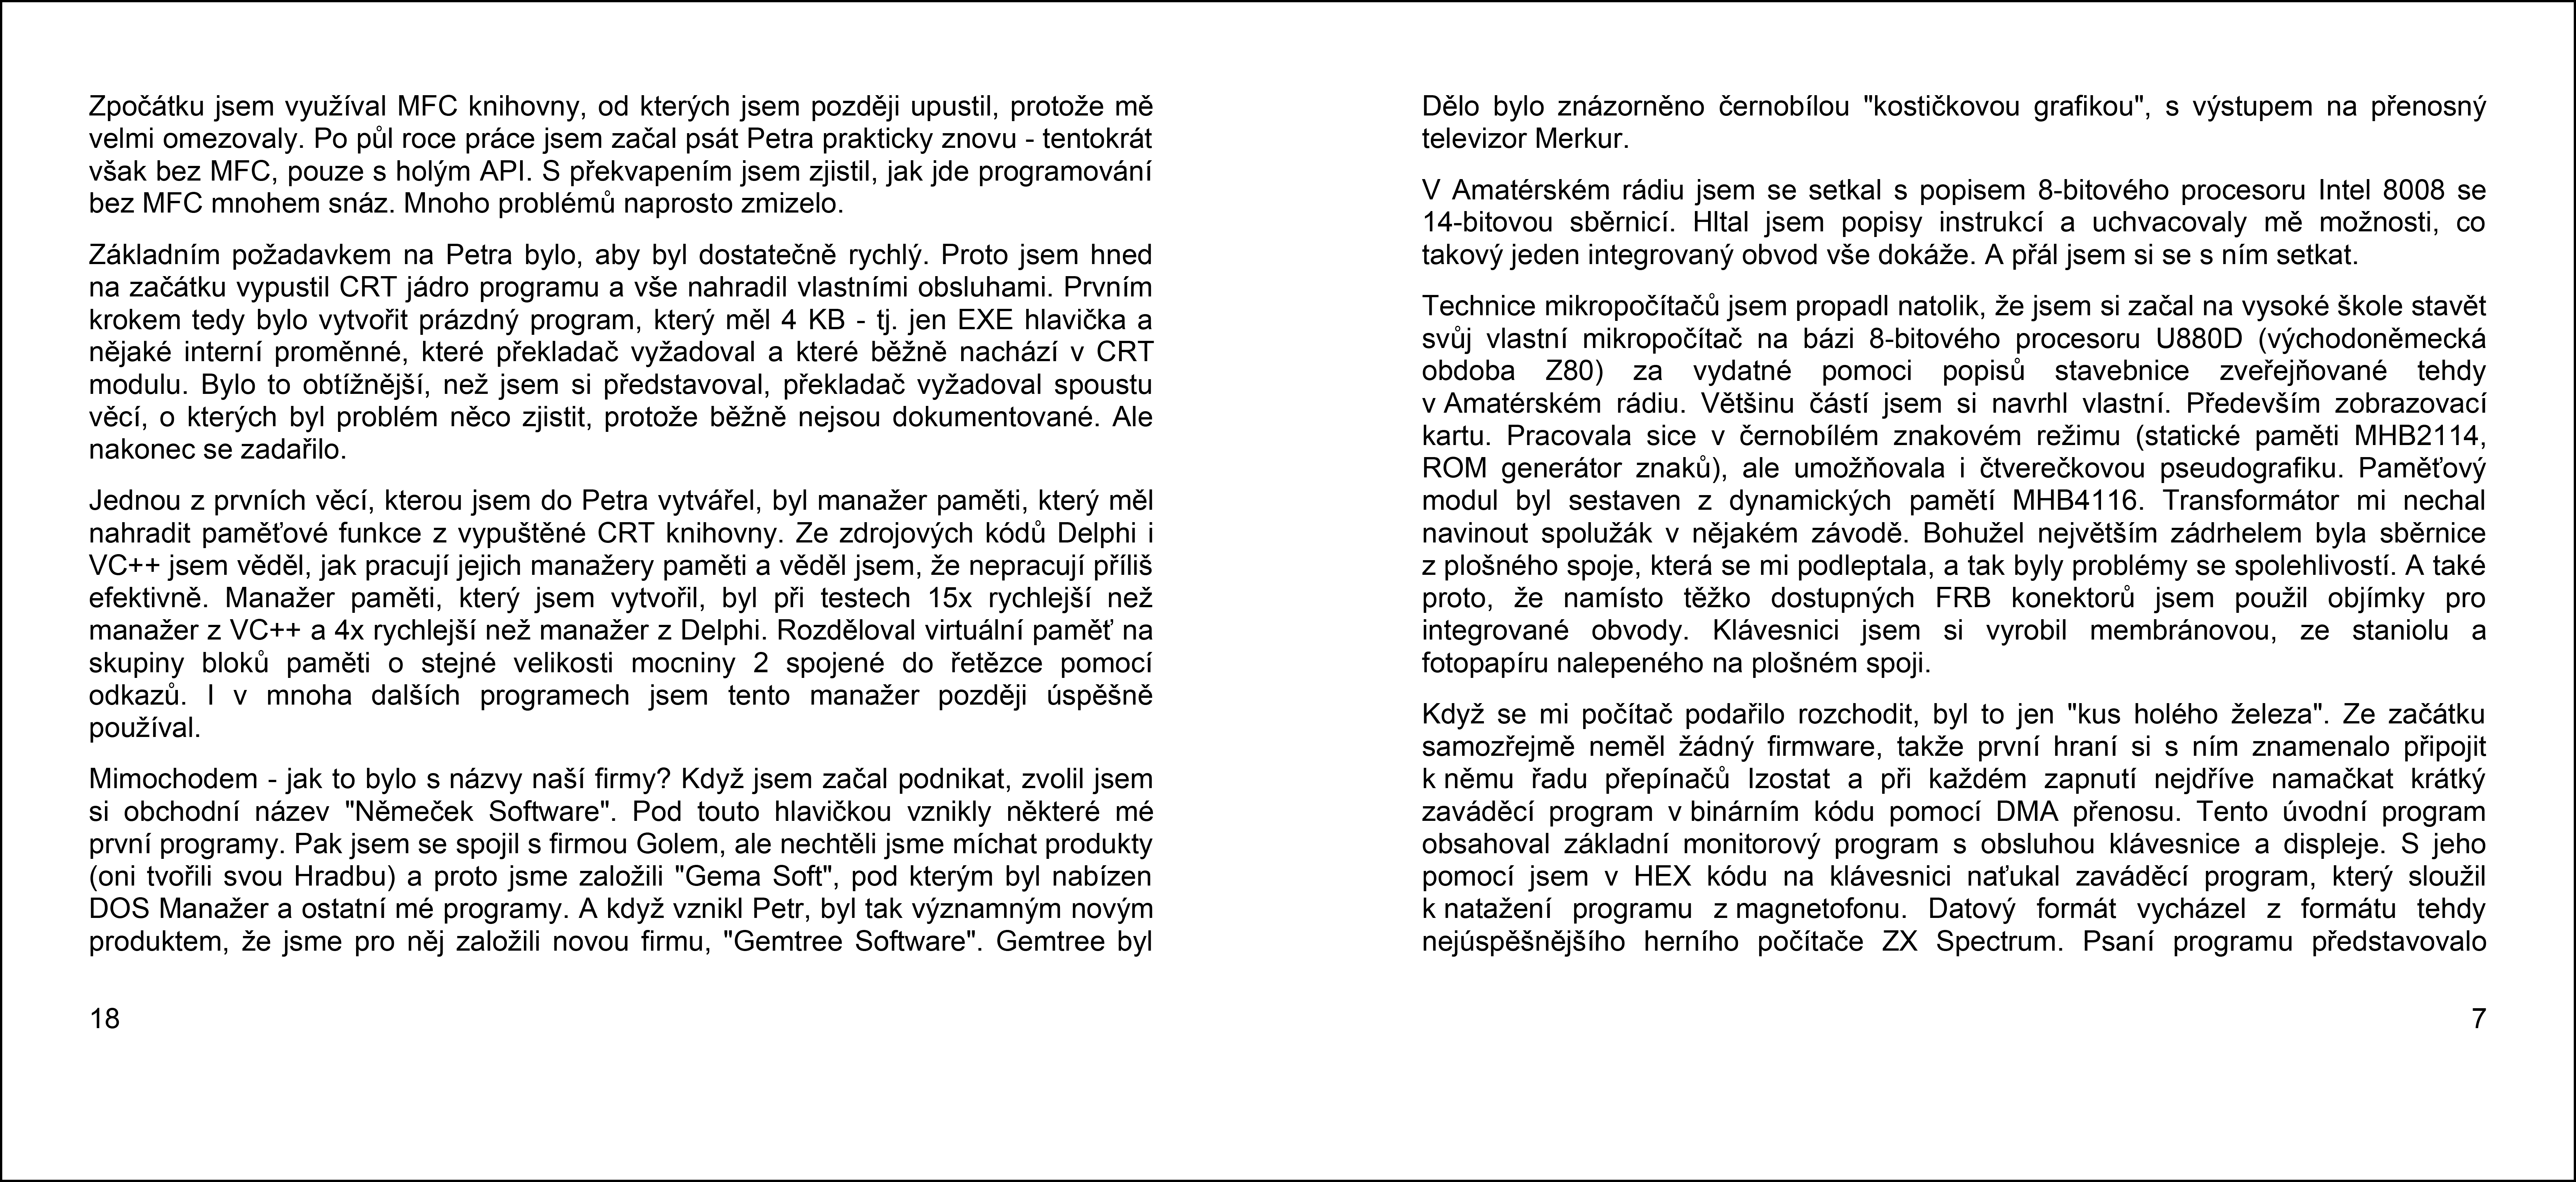 Zpočátku jsem využíval MFC knihovny, od kterých jsem později upustil, protože mě
velmi omezovaly. Po půl roce práce jsem začal psát Petra prakticky znovu - tentokrát
však bez MFC, pouze s holým API. S překvapením jsem zjistil, jak jde programování
bez MFC mnohem snáz. Mnoho problémů naprosto zmizelo.
Základním požadavkem na Petra bylo, aby byl dostatečně rychlý. Proto jsem hned
na začátku vypustil CRT jádro programu a vše nahradil vlastními obsluhami. Prvním
krokem tedy bylo vytvořit prázdný program, který měl 4 KB - tj. jen EXE hlavička a
nějaké interní proměnné, které překladač vyžadoval a které běžně nachází v CRT
modulu. Bylo to obtížnější, než jsem si představoval, překladač vyžadoval spoustu
věcí, o kterých byl problém něco zjistit, protože běžně nejsou dokumentované. Ale
nakonec se zadařilo.
Jednou z prvních věcí, kterou jsem do Petra vytvářel, byl manažer paměti, který měl
nahradit paměťové funkce z vypuštěné CRT knihovny. Ze zdrojových kódů Delphi i
VC++ jsem věděl, jak pracují jejich manažery paměti a věděl jsem, že nepracují příliš
efektivně. Manažer paměti, který jsem vytvořil, byl při testech 15x rychlejší než
manažer z VC++ a 4x rychlejší než manažer z Delphi. Rozděloval virtuální paměť na
skupiny bloků paměti o stejné velikosti mocniny 2 spojené do řetězce pomocí
odkazů. I v mnoha dalších programech jsem tento manažer později úspěšně
používal.
Mimochodem - jak to bylo s názvy naší firmy? Když jsem začal podnikat, zvolil jsem
si obchodní název "Němeček Software". Pod touto hlavičkou vznikly některé mé
první programy. Pak jsem se spojil s firmou Golem, ale nechtěli jsme míchat produkty
(oni tvořili svou Hradbu) a proto jsme založili "Gema Soft", pod kterým byl nabízen
DOS Manažer a ostatní mé programy. A když vznikl Petr, byl tak významným novým
produktem, že jsme pro něj založili novou firmu, "Gemtree Software". Gemtree byl
18
Dělo bylo znázorněno černobílou "kostičkovou grafikou", s výstupem na přenosný
televizor Merkur.
V Amatérském rádiu jsem se setkal s popisem 8-bitového procesoru Intel 8008 se
14-bitovou sběrnicí. Hltal jsem popisy instrukcí a uchvacovaly mě možnosti, co
takový jeden integrovaný obvod vše dokáže. A přál jsem si se s ním setkat.
Technice mikropočítačů jsem propadl natolik, že jsem si začal na vysoké škole stavět
svůj vlastní mikropočítač na bázi 8-bitového procesoru U880D (východoněmecká
obdoba Z80) za vydatné pomoci popisů stavebnice zveřejňované tehdy
v Amatérském rádiu. Většinu částí jsem si navrhl vlastní. Především zobrazovací
kartu. Pracovala sice v černobílém znakovém režimu (statické paměti MHB2114,
ROM generátor znaků), ale umožňovala i čtverečkovou pseudografiku. Paměťový
modul byl sestaven z dynamických pamětí MHB4116. Transformátor mi nechal
navinout spolužák v nějakém závodě. Bohužel největším zádrhelem byla sběrnice
z plošného spoje, která se mi podleptala, a tak byly problémy se spolehlivostí. A také
proto, že namísto těžko dostupných FRB konektorů jsem použil objímky pro
integrované obvody. Klávesnici jsem si vyrobil membránovou, ze staniolu a
fotopapíru nalepeného na plošném spoji.
Když se mi počítač podařilo rozchodit, byl to jen "kus holého železa". Ze začátku
samozřejmě neměl žádný firmware, takže první hraní si s ním znamenalo připojit
k němu řadu přepínačů Izostat a při každém zapnutí nejdříve namačkat krátký
zaváděcí program v binárním kódu pomocí DMA přenosu. Tento úvodní program
obsahoval základní monitorový program s obsluhou klávesnice a displeje. S jeho
pomocí jsem v HEX kódu na klávesnici naťukal zaváděcí program, který sloužil
k natažení programu z magnetofonu. Datový formát vycházel z formátu tehdy
nejúspěšnějšího herního počítače ZX Spectrum. Psaní programu představovalo
7